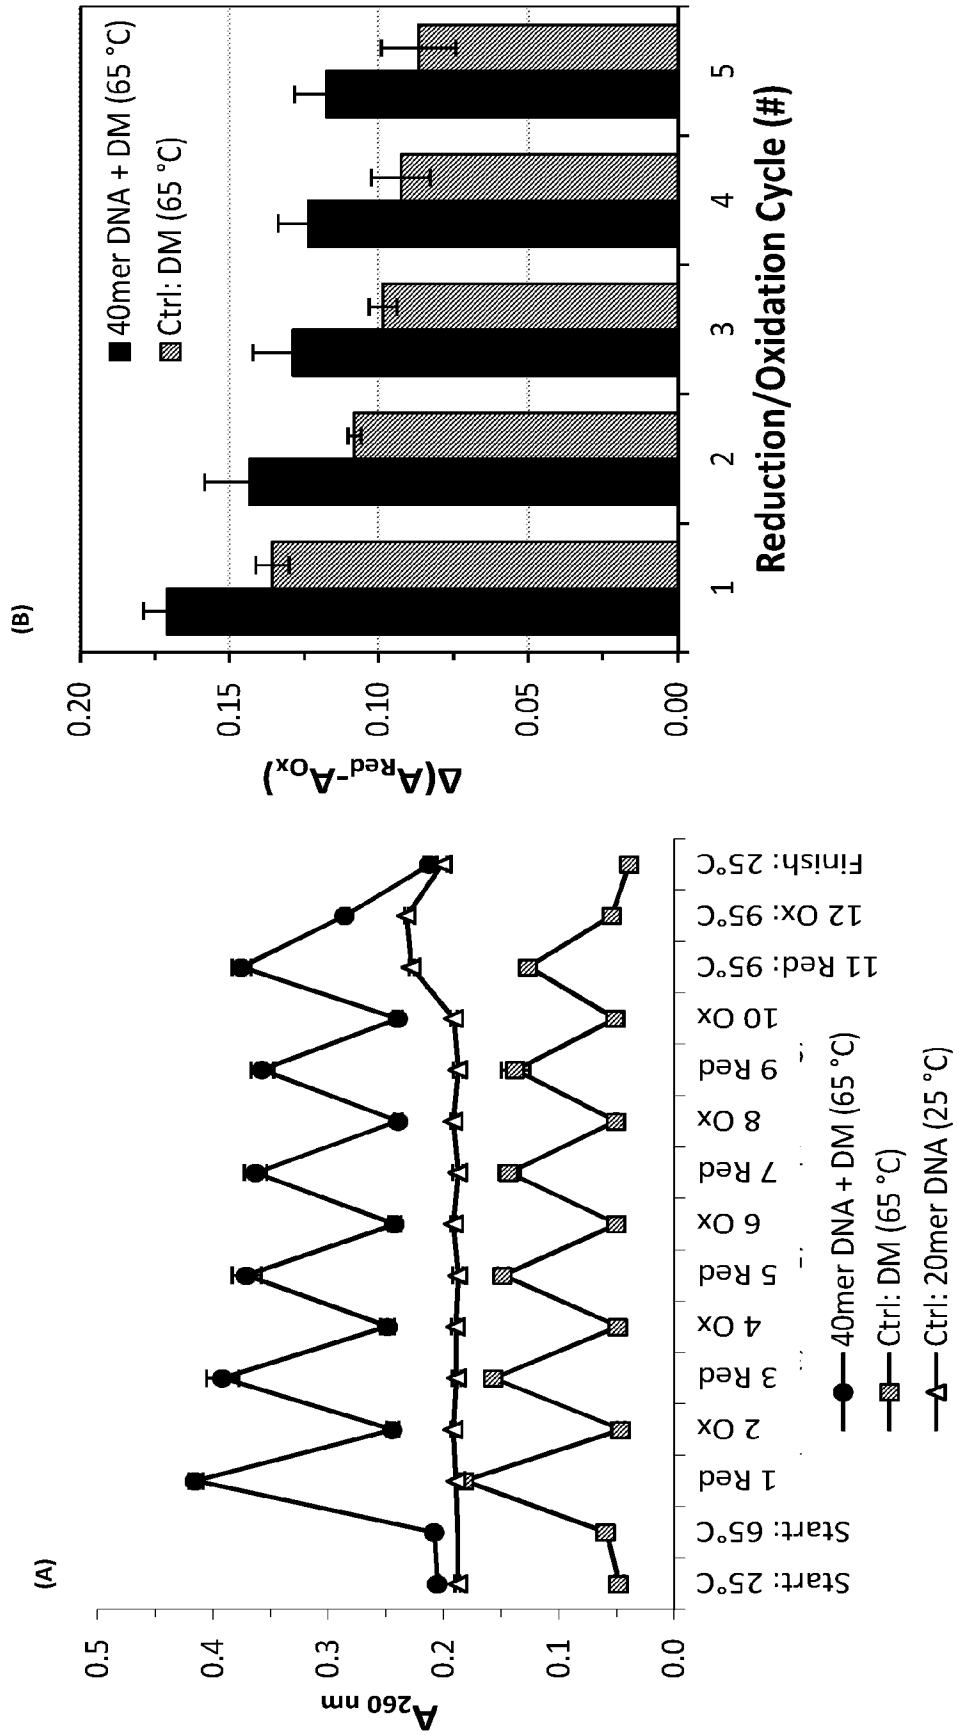 (A)
A260 nm
0.5
0.4
0.3
0.2
0.1
0.0
Start: 25°C
Start: 65°C
1 Red
2 Ox
3 Red
4 Ox
5 Red
6 Ox
7 Red
8 Ox
9 Red
10 Ox
11 Red: 95°C
12 Ox: 95°C
Finish: 25°C
40mer DNA + DM (65 °C)
Ctrl: DM (65 °C)
Ctrl: 20mer DNA (25 °C)
(B)
Δ(ARed-AOx)
0.20
0.15
0.10
0.05
0.00
40mer DNA + DM (65 °C)
Ctrl: DM (65 °C)
1 2 3 4 5
Reduction/Oxidation Cycle (#)